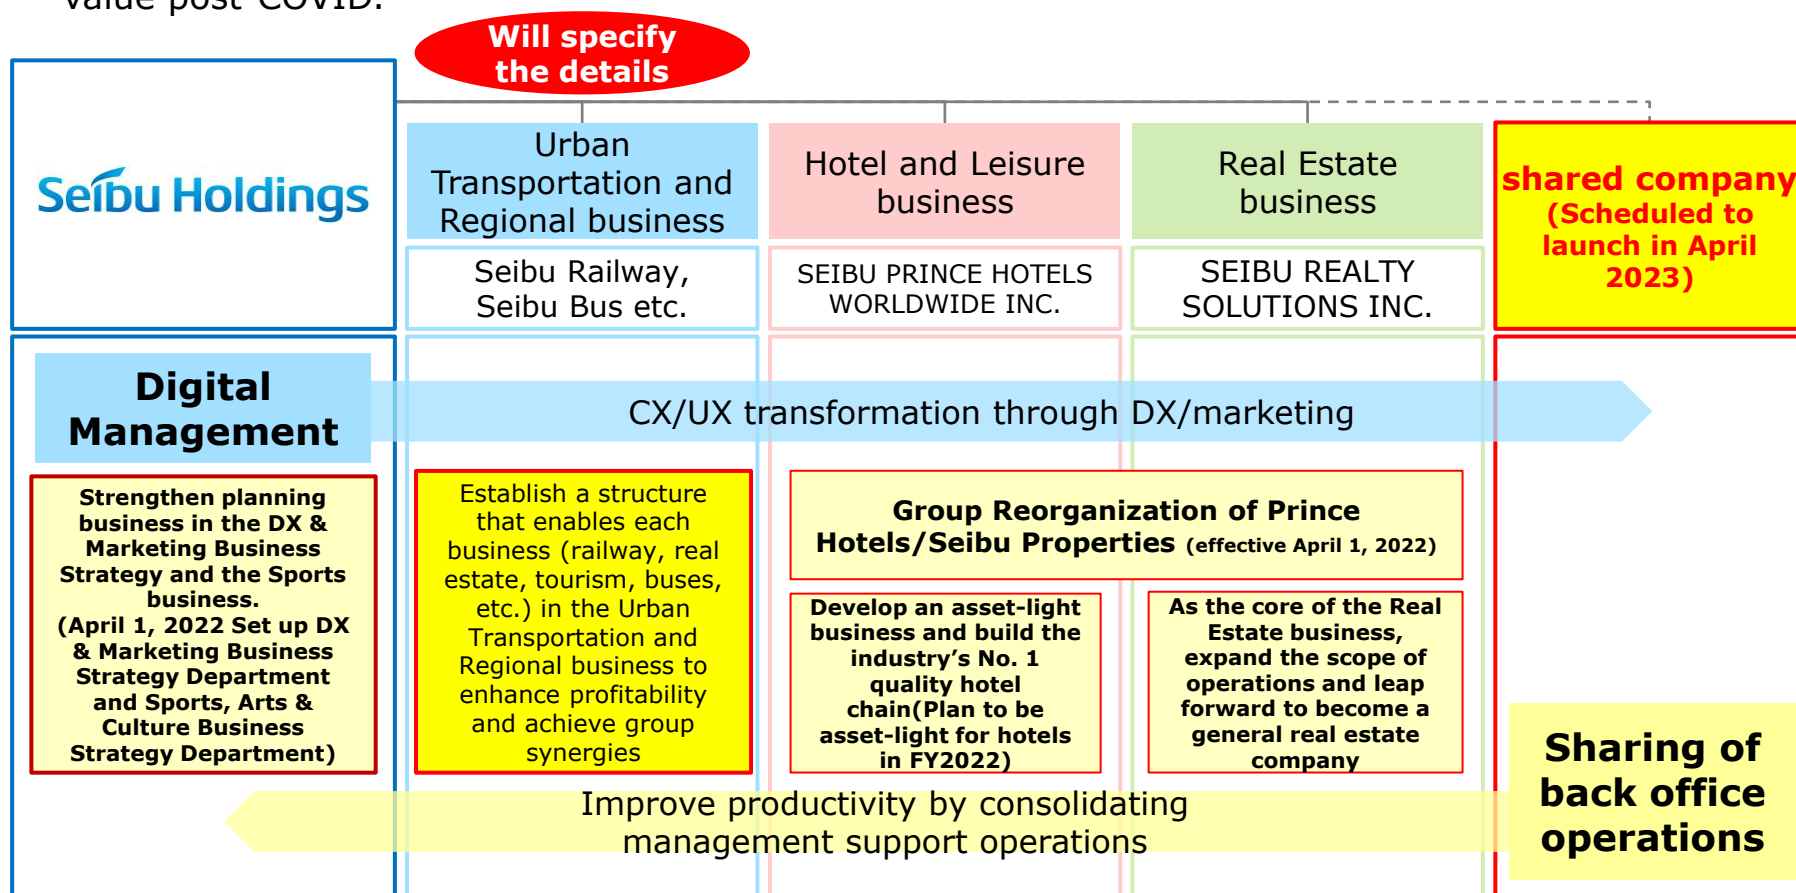 value post-COVID.
Will specify
the details
Seibu Holdings
Urban
Transportation and
Regional business
Hotel and Leisure
business
Real Estate
business
shared company
(Scheduled to
launch in April
2023)
Seibu Railway,
Seibu Bus etc.
SEIBU PRINCE HOTELS
WORLDWIDE INC.
SEIBU REALTY
SOLUTIONS INC.
Digital
Management
CX/UX transformation through DX/marketing
Strengthen planning
business in the DX &
Marketing Business
Strategy and the Sports
business.
(April 1, 2022 Set up DX
& Marketing Business
Strategy Department
and Sports, Arts &
Culture Business
Strategy Department)
Establish a structure
that enables each
business (railway, real
estate, tourism, buses,
etc.) in the Urban
Transportation and
Regional business to
enhance profitability
and achieve group
synergies
Group Reorganization of Prince
Hotels/Seibu Properties (effective April 1, 2022)
Develop an asset-light
business and build the
industry’s No. 1
quality hotel
chain(Plan to be
asset-light for hotels
in FY2022)
As the core of the Real
Estate business,
expand the scope of
operations and leap
forward to become a
general real estate
company
Sharing of
back office
operations
Improve productivity by consolidating
management support operations